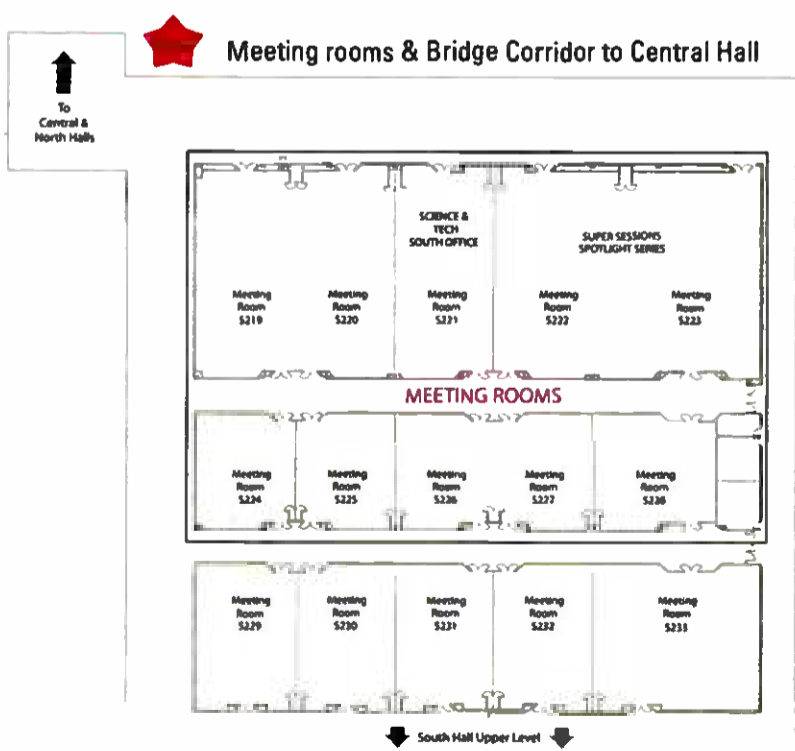 Meeting rooms & Bridge Corridor to Central Hall
To
Central &
North Halls
SCIENCE &
TECH
SOUTH OFFICE
SUPER SESSIONS
SPOTLIGHT SERIES
Meeting
Room
S219
Meeting
Room
S220
Meeting
Room
S221
Meeting
Room
S222
Meeting
Room
S223
MEETING ROOMS
Meeting
Room
S224
Meeting
Room
S225
Meeting
Room
S226
Meeting
Room
S227
Meeting
Room
S228
Meeting
Room
S229
Meeting
Room
S230
Meeting
Room
S231
Meeting
Room
S232
Meeting
Room
S233
South Hall Upper Level